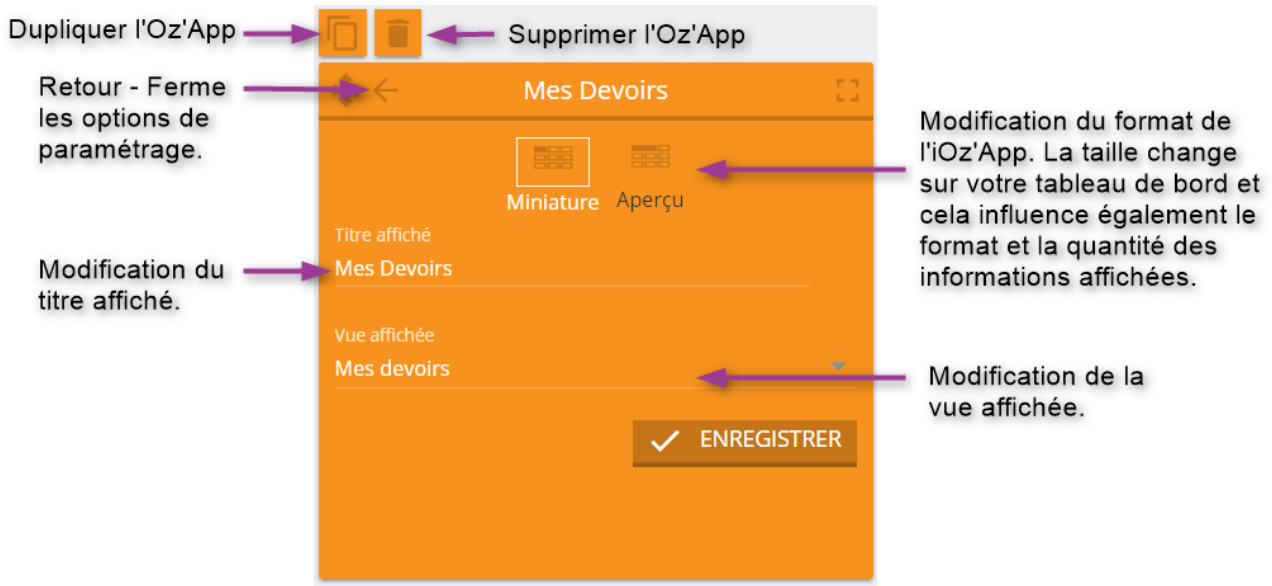 Dupliquer l'Oz'App
Supprimer l'Oz'App
Retour - Ferme
les options de
paramétrage.
Mes Devoirs
Miniature
Aperçu
Modification du format de
l'iOz'App. La taille change
sur votre tableau de bord et
cela influence également le
format et la quantité des
informations affichées.
Titre affiché
Mes Devoirs
Modification du
titre affiché.
Vue affichée
Mes devoirs
Modification de la
vue affichée.
ENREGISTRER